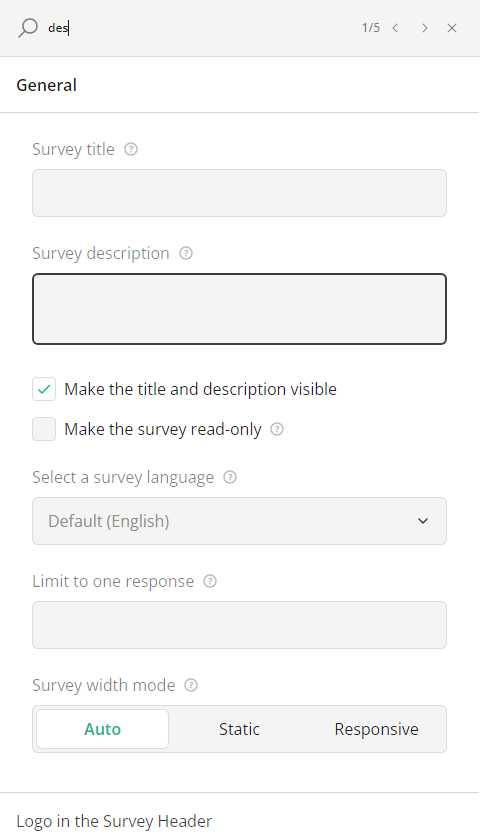 des 1/5
General
Survey title
Survey description
Make the title and description visible
Make the survey read-only
Select a survey language
Default (English)
Limit to one response
Survey width mode
Auto Static Responsive
Logo in the Survey Header